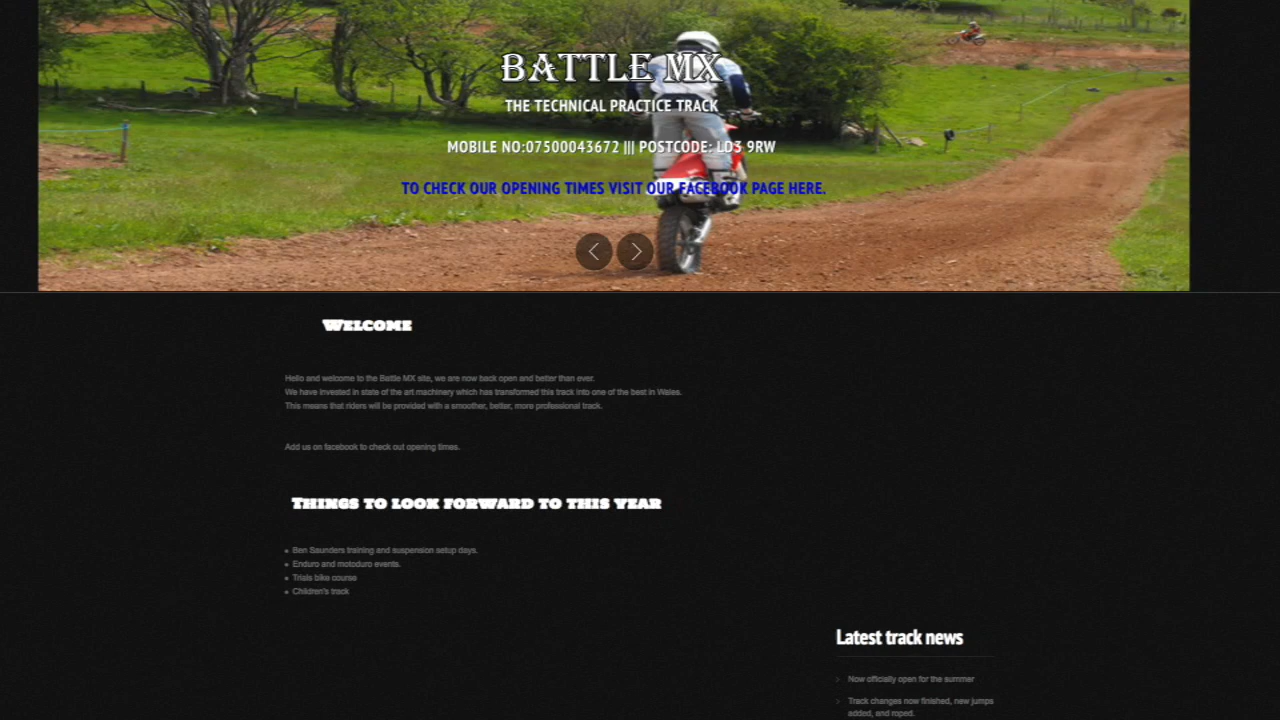 BATTLE MX
THE TECHNICAL PRACTICE TRACK
MOBILE NO:07500043672 ||| POSTCODE: LD3 9RW
TO CHECK OUR OPENING TIMES VISIT OUR FACEBOOK PAGE HERE.
Welcome
Hello and welcome to the Battle MX site, we are now back open and better than ever.
We have invested in state of the art machinery which has transformed this track into one of the best in Wales.
This means that riders will be provided with a smoother, better, more professional track.
Add us on facebook to check out opening times.
Things to look forward to this year
Ben Saunders training and suspension setup days.
Enduro and motoduro events.
Trials bike course
Children's track
Latest track news
Now officially open for the summer
Track changes now finished, new jumps
added, and roped.